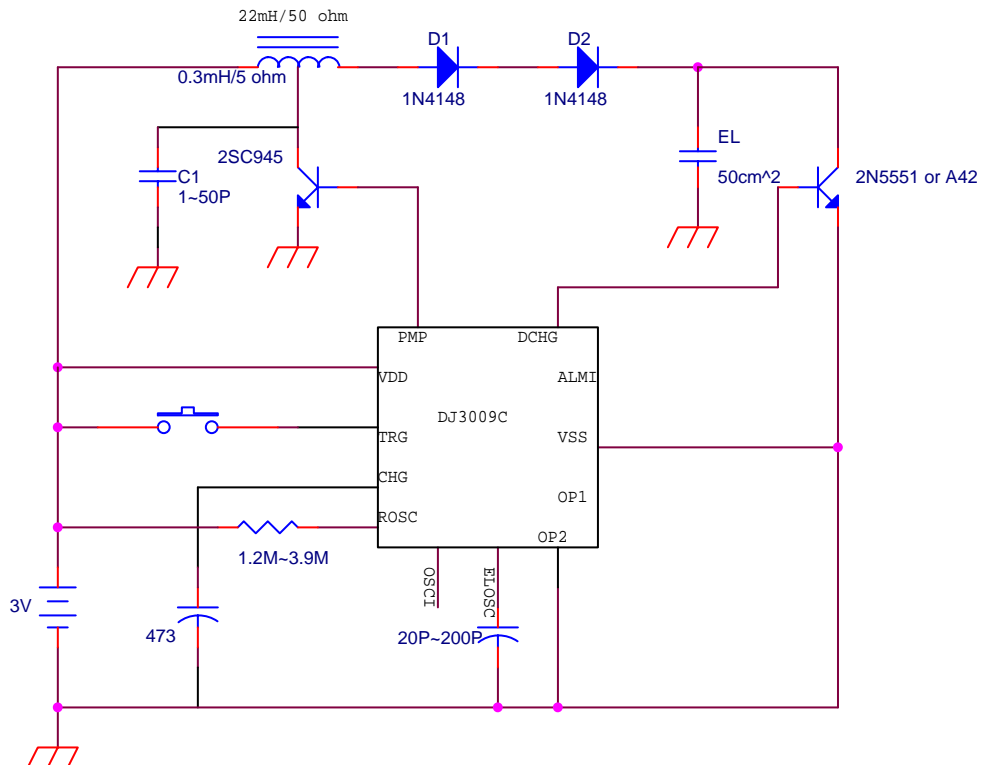 22mH/50 ohm
D1
D2
0.3mH/5 ohm
1N4148
1N4148
2SC945
EL
C1
50cm^2
2N5551 or A42
1~50P
PMP
DCHG
VDD
ALMI
DJ3009C
TRG
VSS
CHG
OP1
ROSC
OP2
1.2M~3.9M
OSCI
ELOSC
3V
473
20P~200P